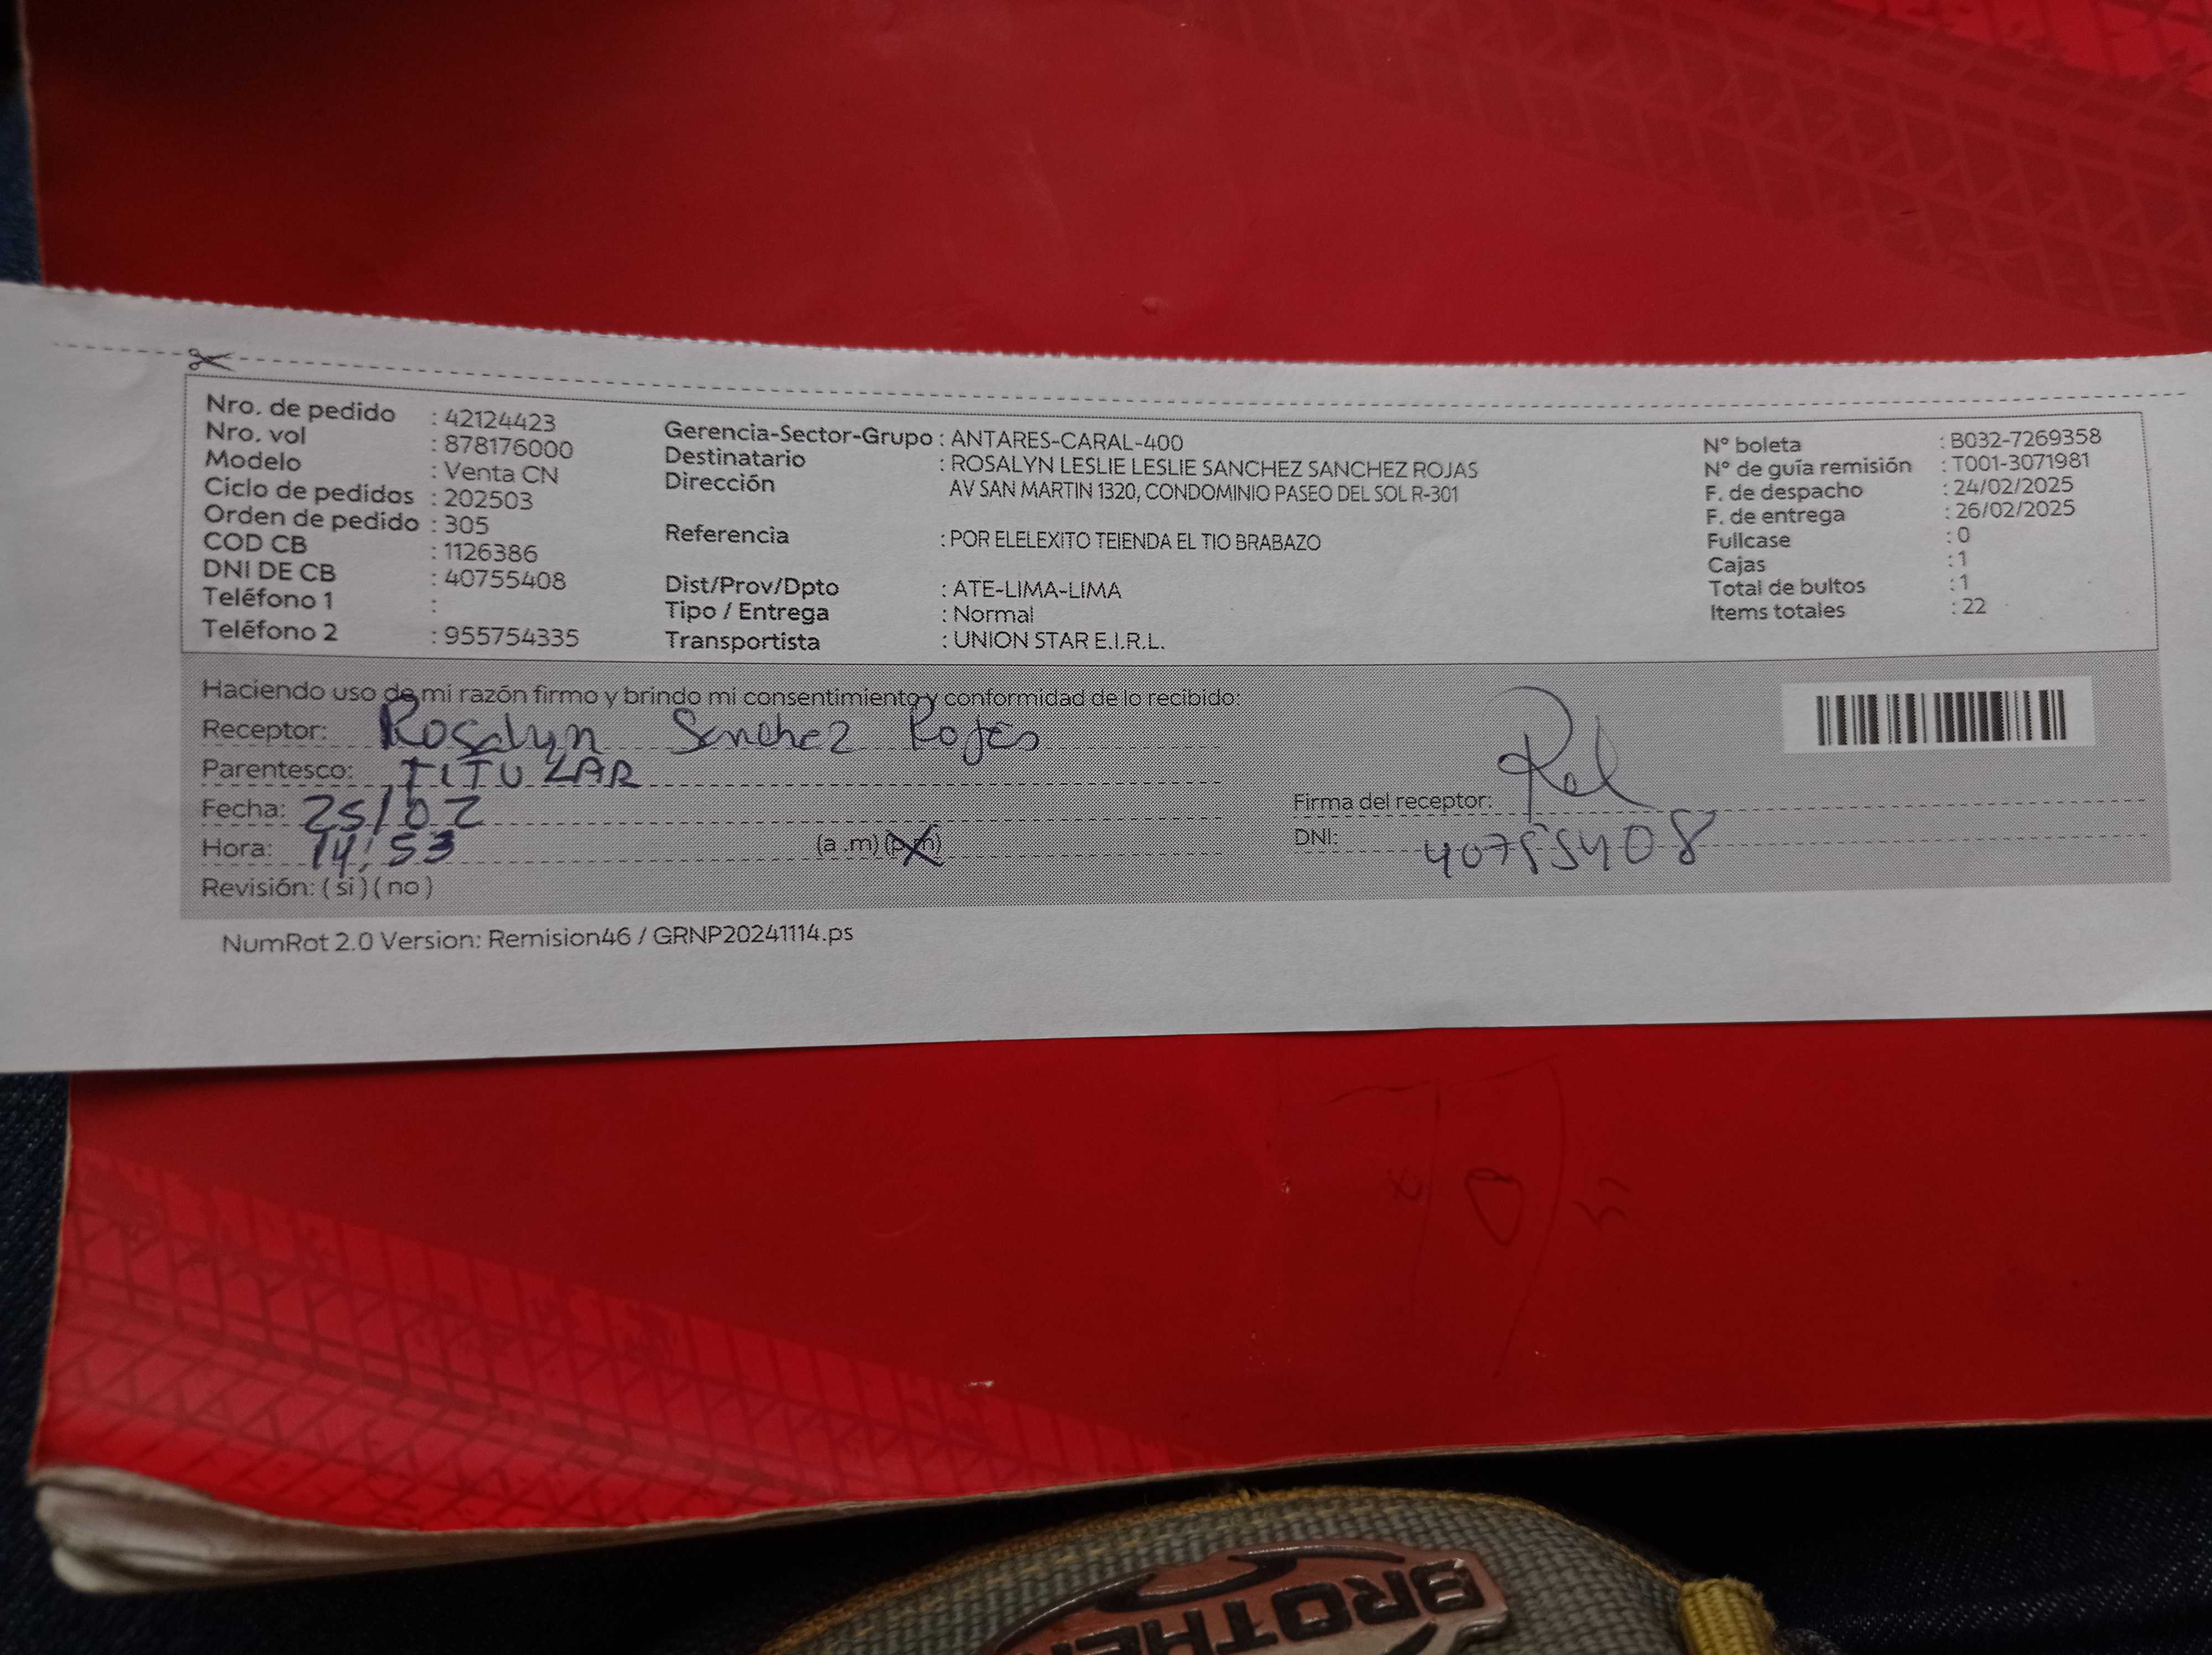 Nro. de pedido : 42124423
Nro. vol : 878176000
Modelo : Venta CN
Ciclo de pedidos : 202503
Orden de pedido : 305
COD CB : 1126386
DNI DE CB : 40755408
Teléfono 1 :
Teléfono 2 : 955754335
Gerencia-Sector-Grupo : ANTARES-CARAL-400
Destinatario : ROSALYN LESLIE LESLIE SANCHEZ SANCHEZ ROJAS
Dirección AV SAN MARTIN 1320, CONDOMINIO PASEO DEL SOL R-301
Referencia : POR ELELEXITO TEIENDA EL TIO BRABAZO
Dist/Prov/Dpto : ATE-LIMA-LIMA
Tipo / Entrega : Normal
Transportista : UNION STAR E.I.R.L.
N° boleta : B032-7269358
N° de guía remisión : T001-3071981
F. de despacho : 24/02/2025
F. de entrega : 26/02/2025
Fullcase : 0
Cajas : 1
Total de bultos : 1
Items totales : 22
Haciendo uso de mi razón firmo y brindo mi consentimiento y conformidad de lo recibido:
Receptor: Rosalyn Sanchez Rojas
Parentesco: TITULAR
Fecha: 25/02
Hora: 14:53 (a .m) (p.m)
Revisión: ( si ) ( no )
Firma del receptor:
DNI: 40755408
NumRot 2.0 Version: Remision46 / GRNP20241114.ps
BROTHE